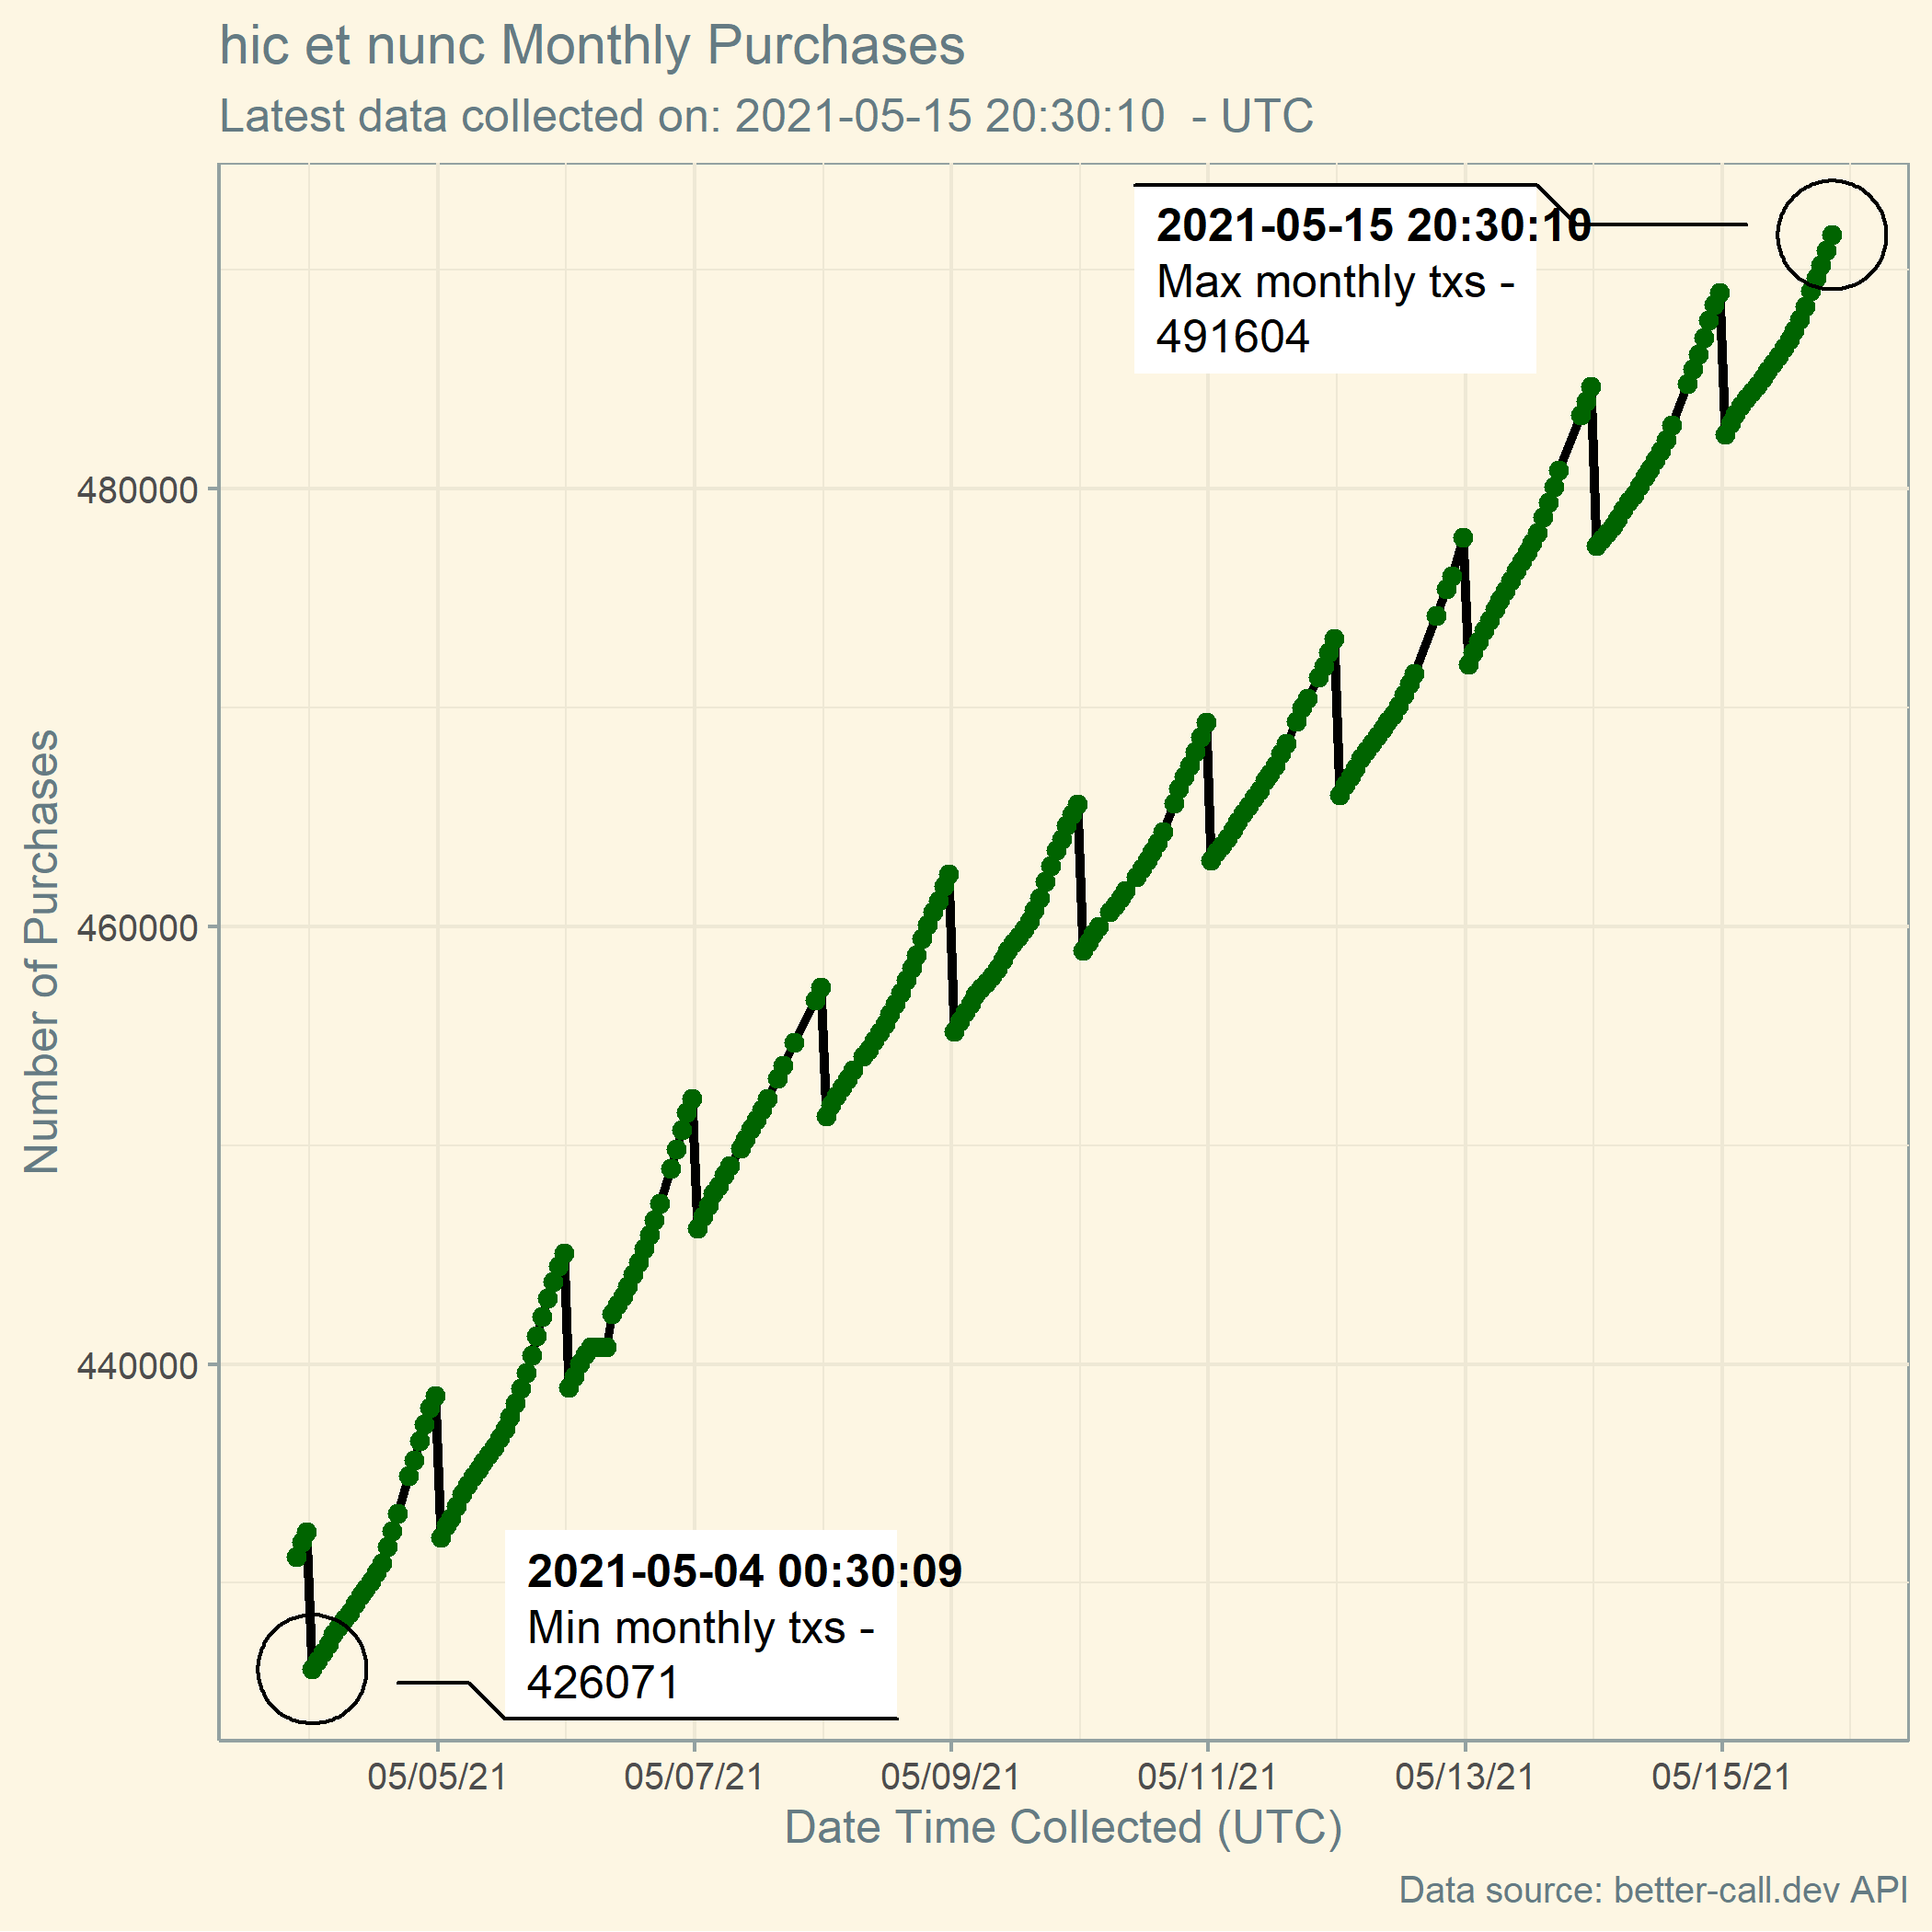 hic et nunc Monthly Purchases
Latest data collected on: 2021-05-15 20:30:10  - UTC
2021-05-15 20:30:10
Max monthly txs -
491604
480000
460000
440000
Number of Purchases
2021-05-04 00:30:09
Min monthly txs -
426071
05/05/21 05/07/21 05/09/21 05/11/21 05/13/21 05/15/21
Date Time Collected (UTC)
Data source: better-call.dev API